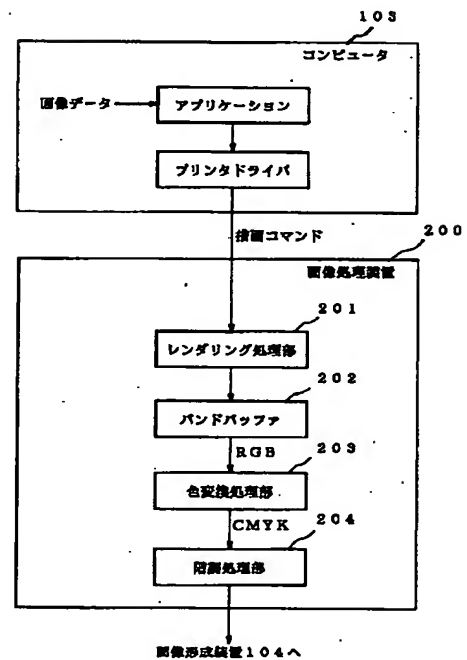 103
コンピュータ
画像データ
アプリケーション
プリンタドライバ
描画コマンド
200
画像処理装置
201
レンダリング処理部
202
バンドバッファ
RGB
203
色変換処理部
CMYK
204
階調処理部
画像形成装置104へ